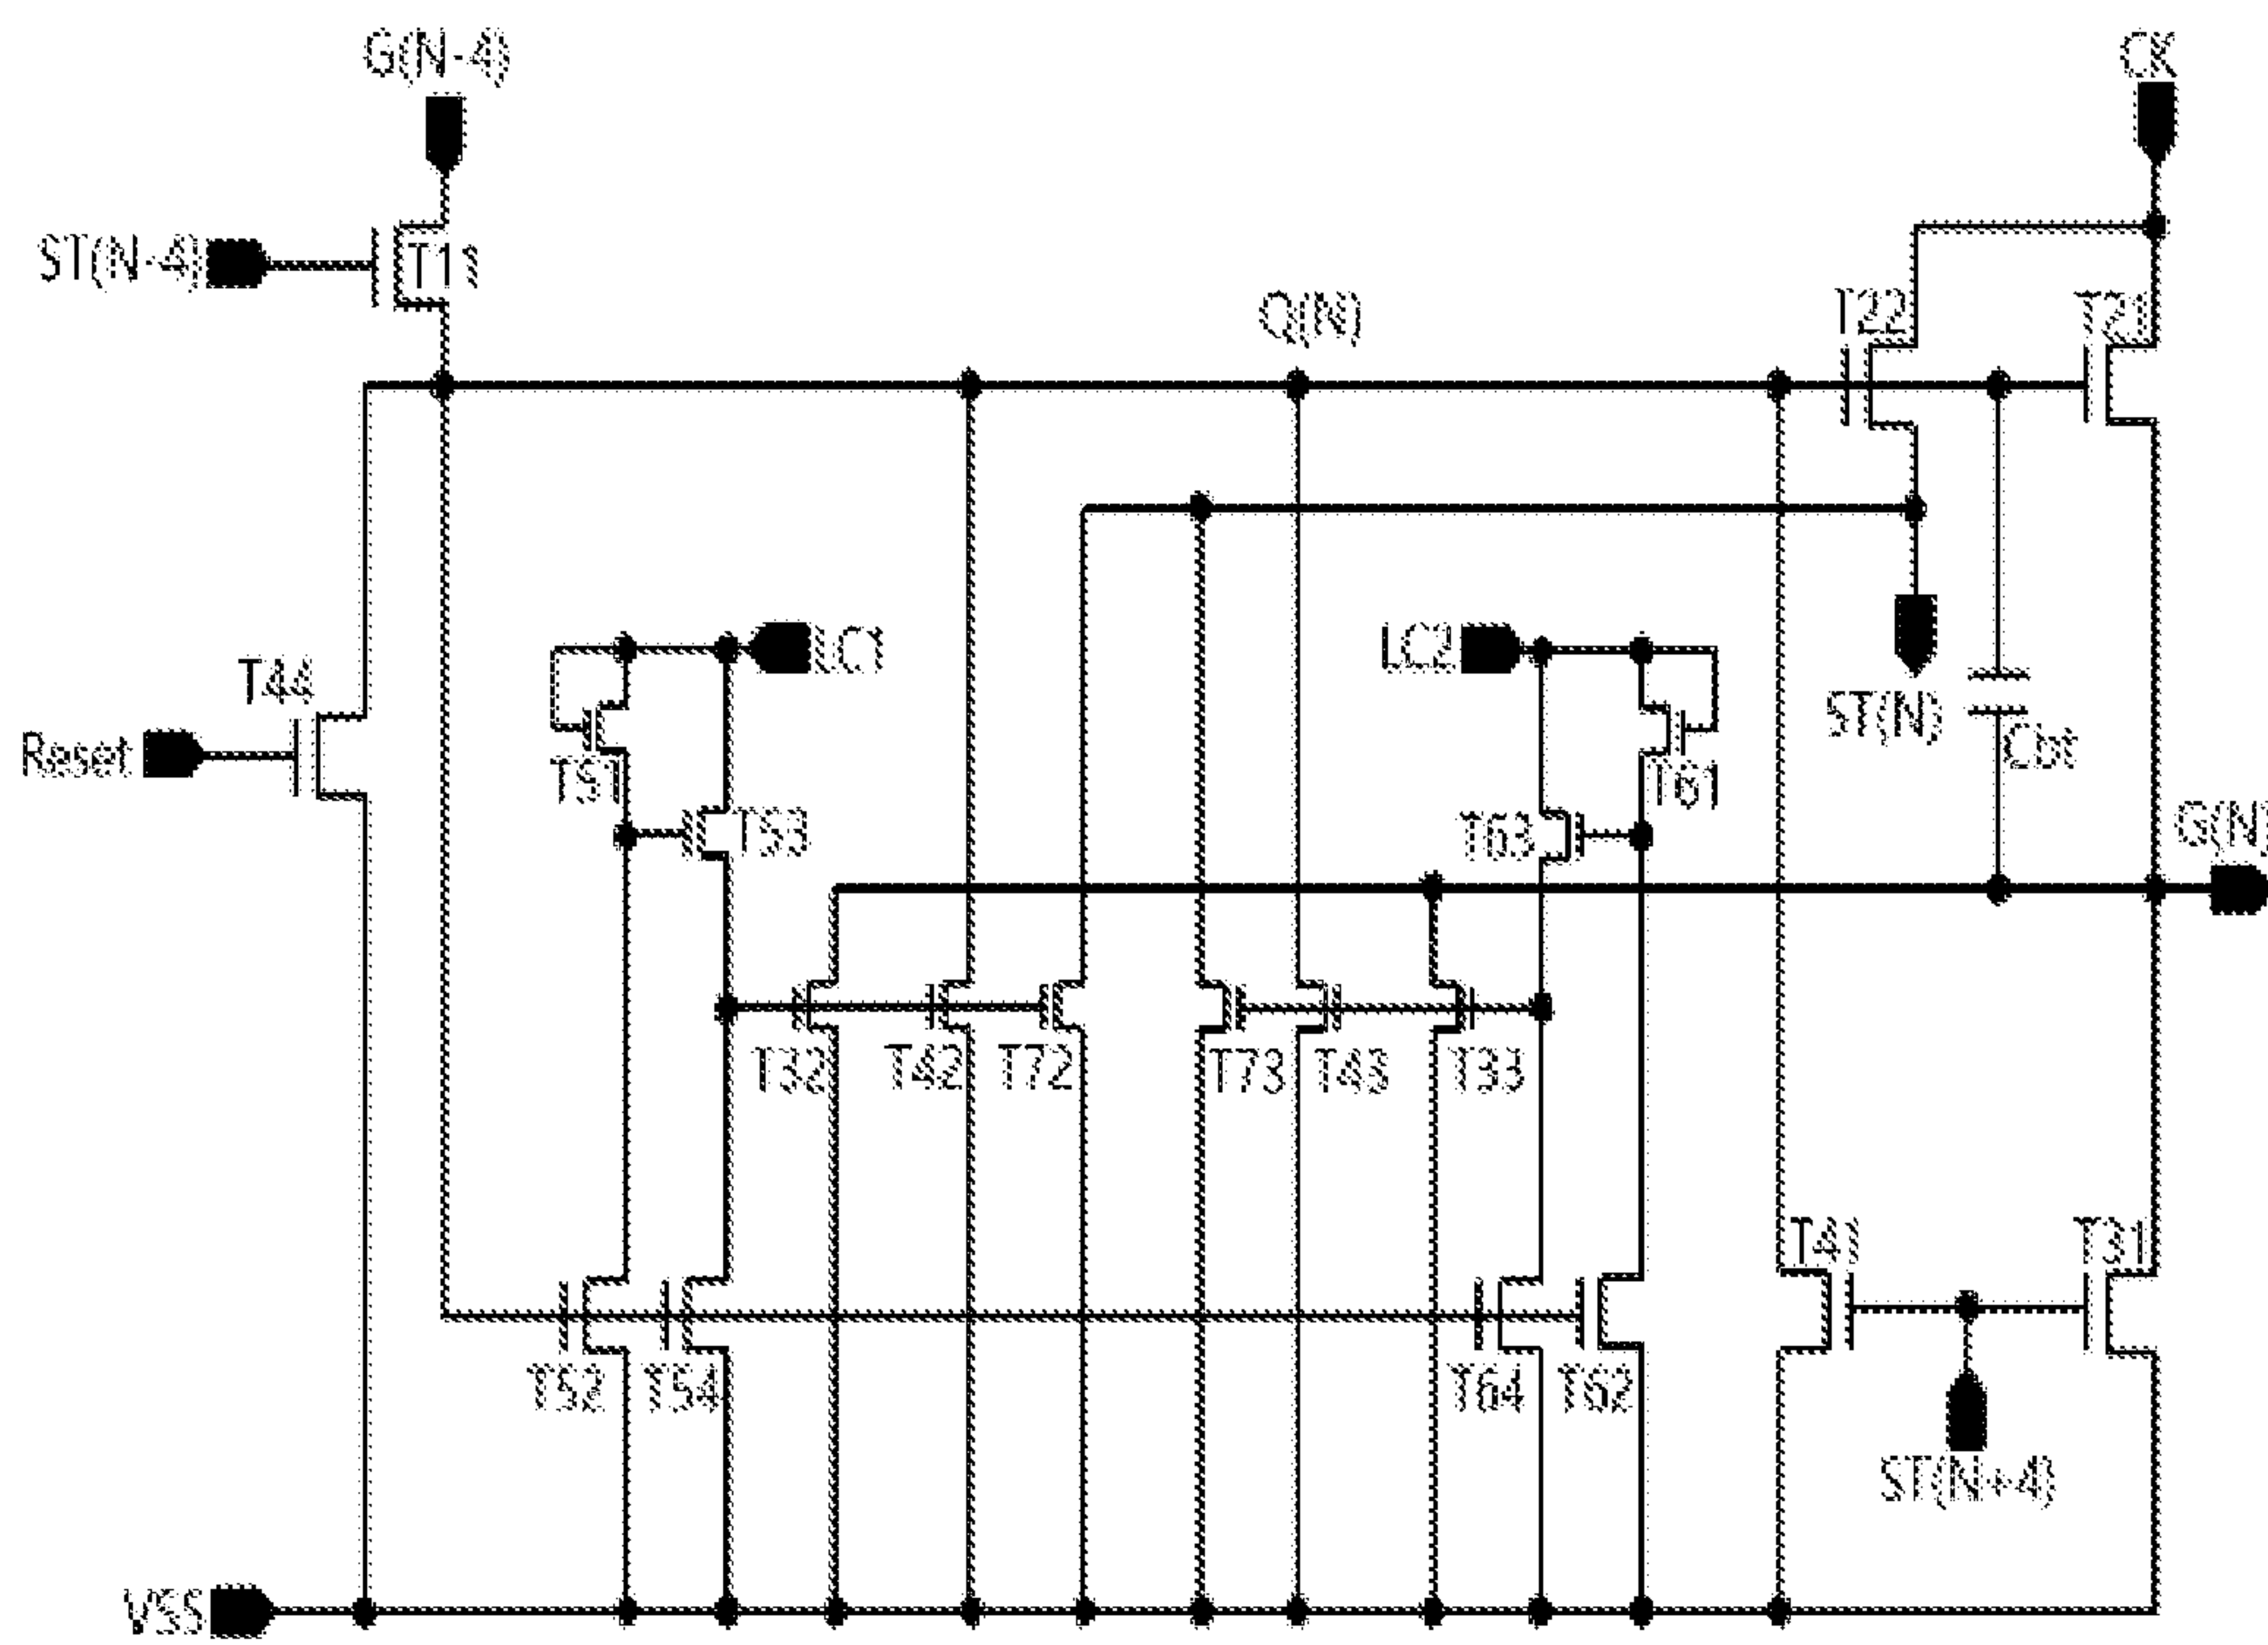 G(N-4)
CK
ST(N-4)
T11
Q(N)
T22
T21
LC1
LC2
T44
ST(N)
Reset
T51
T61
Cbt
T53
T63
G(N)
T32
T42
T72
T73
T43
T33
T41
T31
T52
T54
T64
T62
ST(N+4)
VSS